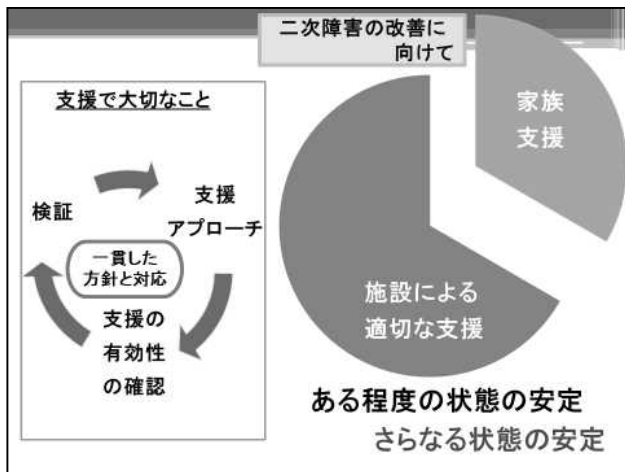 二次障害の改善に
向けて
支援で大切なこと
検証
支援
アプローチ
一貫した
方針と対応
支援の
有効性
の確認
家族
支援
施設による
適切な支援
ある程度の状態の安定
さらなる状態の安定